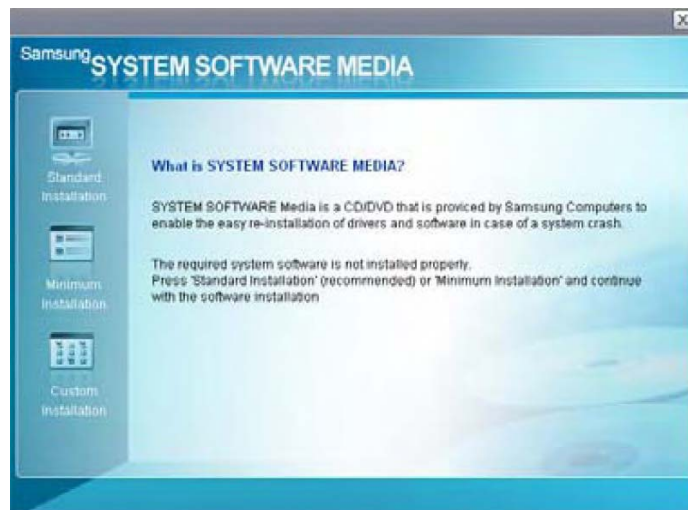 Samsung SYSTEM SOFTWARE MEDIA
Standard
Installation
Minimum
Installation
Custom
Installation
What is SYSTEM SOFTWARE MEDIA?
SYSTEM SOFTWARE Media is a CD/DVD that is proviced by Samsung Computers to
enable the easy re-installation of drivers and software in case of a system crash.
The required system software is not installed properly.
Press 'Standard Installation' (recommended) or 'Minimum Installation' and continue
with the software installation